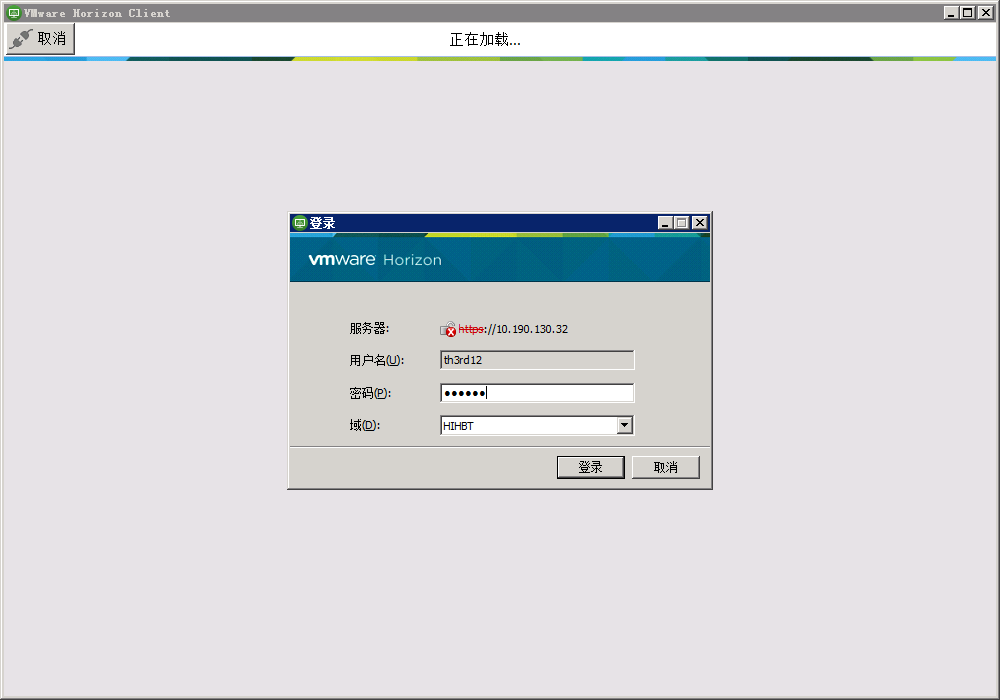 VMware Horizon Client
取消
正在加载...
登录
vmware Horizon
服务器: https://10.190.130.32
用户名(U): th3rd12
密码(P): ●●●●●●
域(D): HIHBT
登录 取消